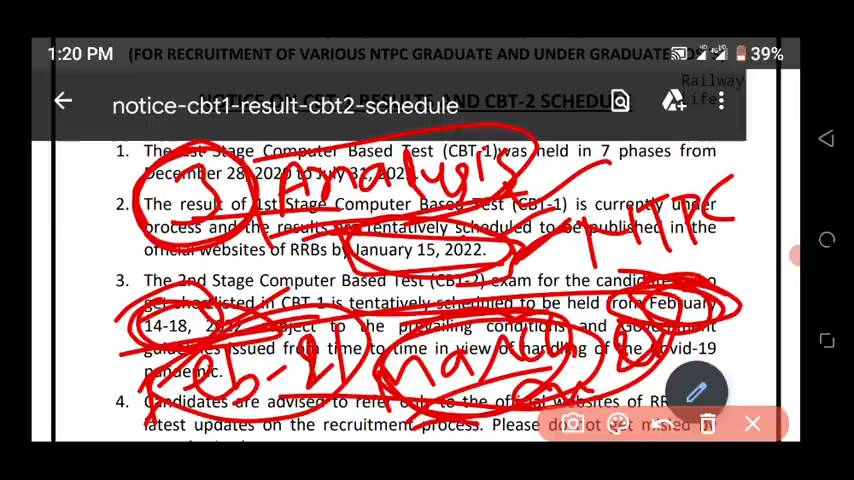 1:20 PM 39%
(FOR RECRUITMENT OF VARIOUS NTPC GRADUATE AND UNDER GRADUATE
Railway
Life
NOTICE ON CBT-1 RESULTS AND CBT-2 SCHEDULE
notice-cbt1-result-cbt2-schedule
1. The 1st Stage Computer Based Test (CBT-1) was held in 7 phases from
December 28, 2020 to July 31, 2021.
3 Analysis
2. The result of 1st Stage Computer Based Test (CBT-1) is currently under
process and the results are tentatively scheduled to be published in the
official websites of RRBs by January 15, 2022.
NTPC
3. The 2nd Stage Computer Based Test (CBT-2) exam for the candidates
get shortlisted in CBT-1 is tentatively scheduled to be held from February
14-18, 2022 subject to the prevailing conditions and Government
guidelines issued from time to time in view of handling of the covid-19
pandemic.
Feb-21 March
4. Candidates are advised to refer only to the official websites of
latest updates on the recruitment process. Please do not get misled by